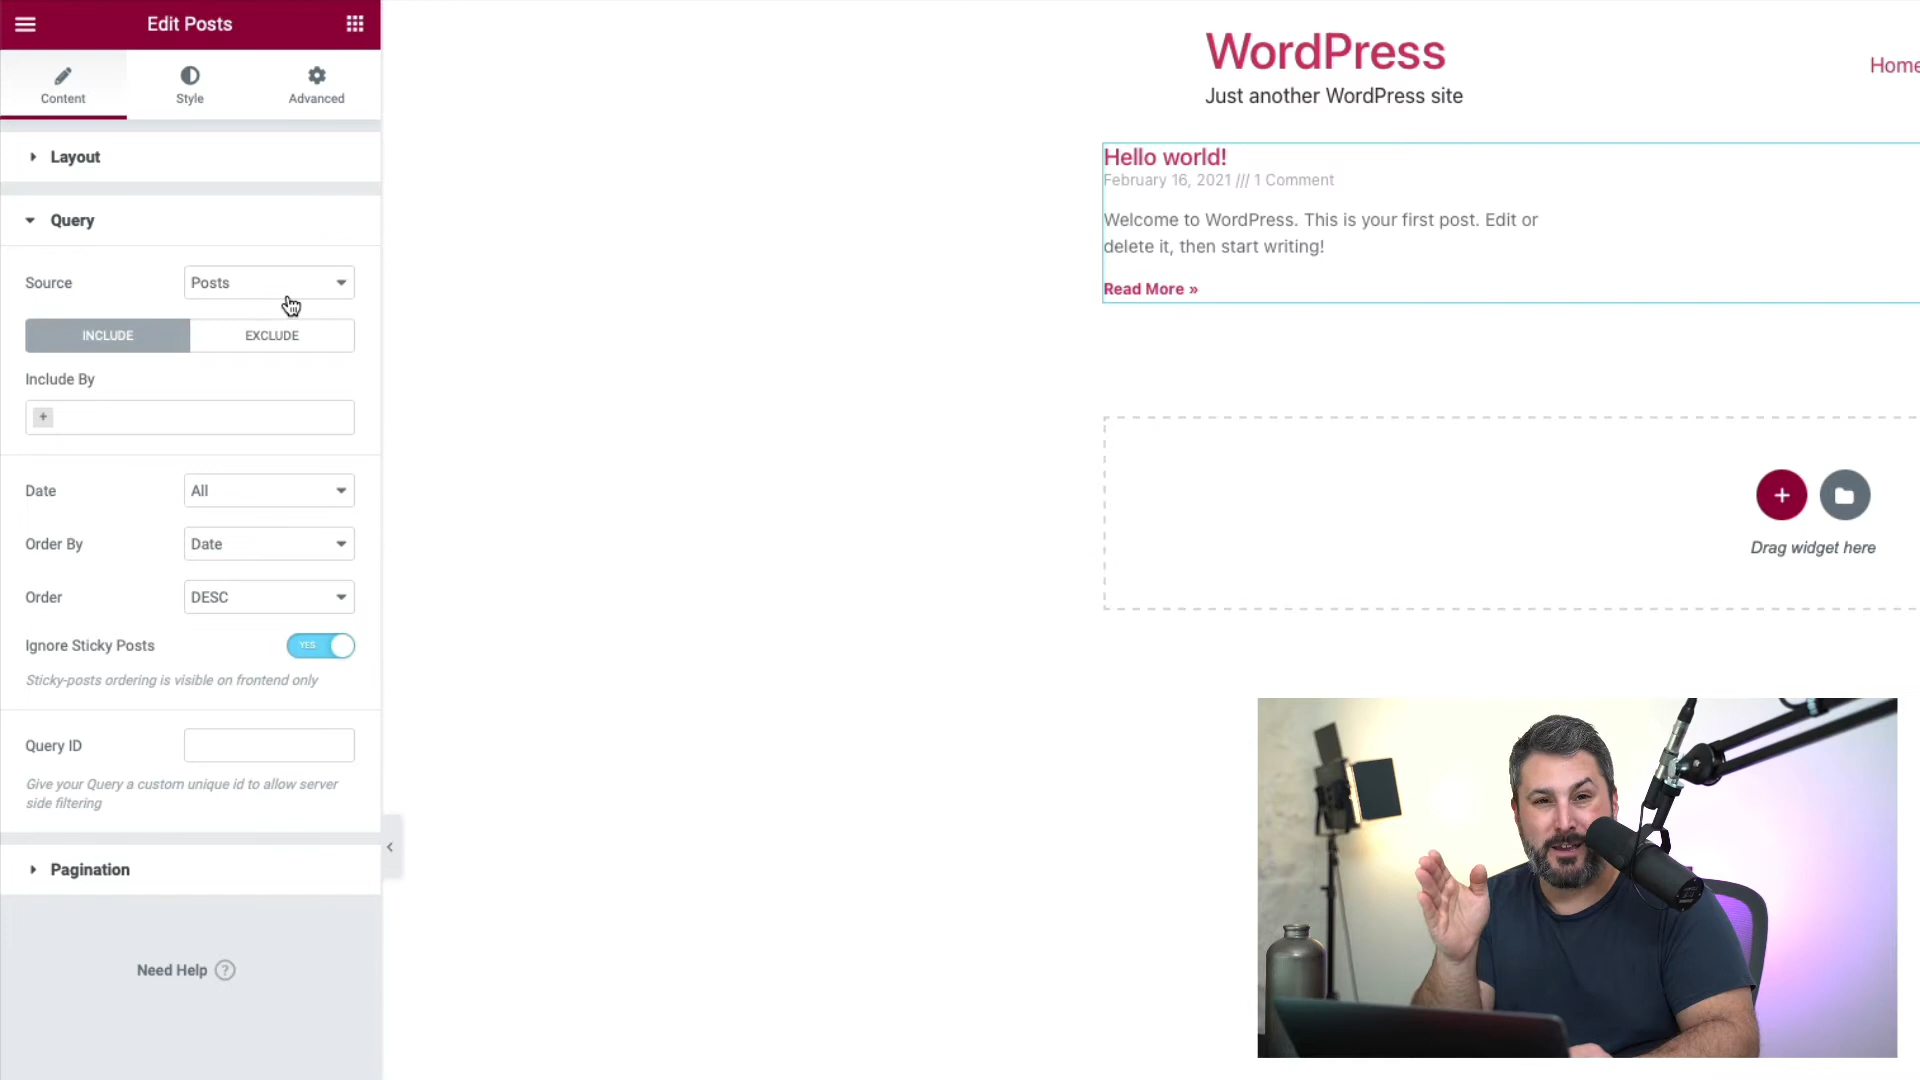 Edit Posts
Content
Style
Advanced
Layout
Query
Source
Posts
INCLUDE
EXCLUDE
Include By
+
Date
All
Order By
Date
Order
DESC
Ignore Sticky Posts
YES
Sticky-posts ordering is visible on frontend only
Query ID
Give your Query a custom unique id to allow server
side filtering
Pagination
Need Help ?
WordPress
Just another WordPress site
Home
Hello world!
February 16, 2021 /// 1 Comment
Welcome to WordPress. This is your first post. Edit or
delete it, then start writing!
Read More »
+
Drag widget here